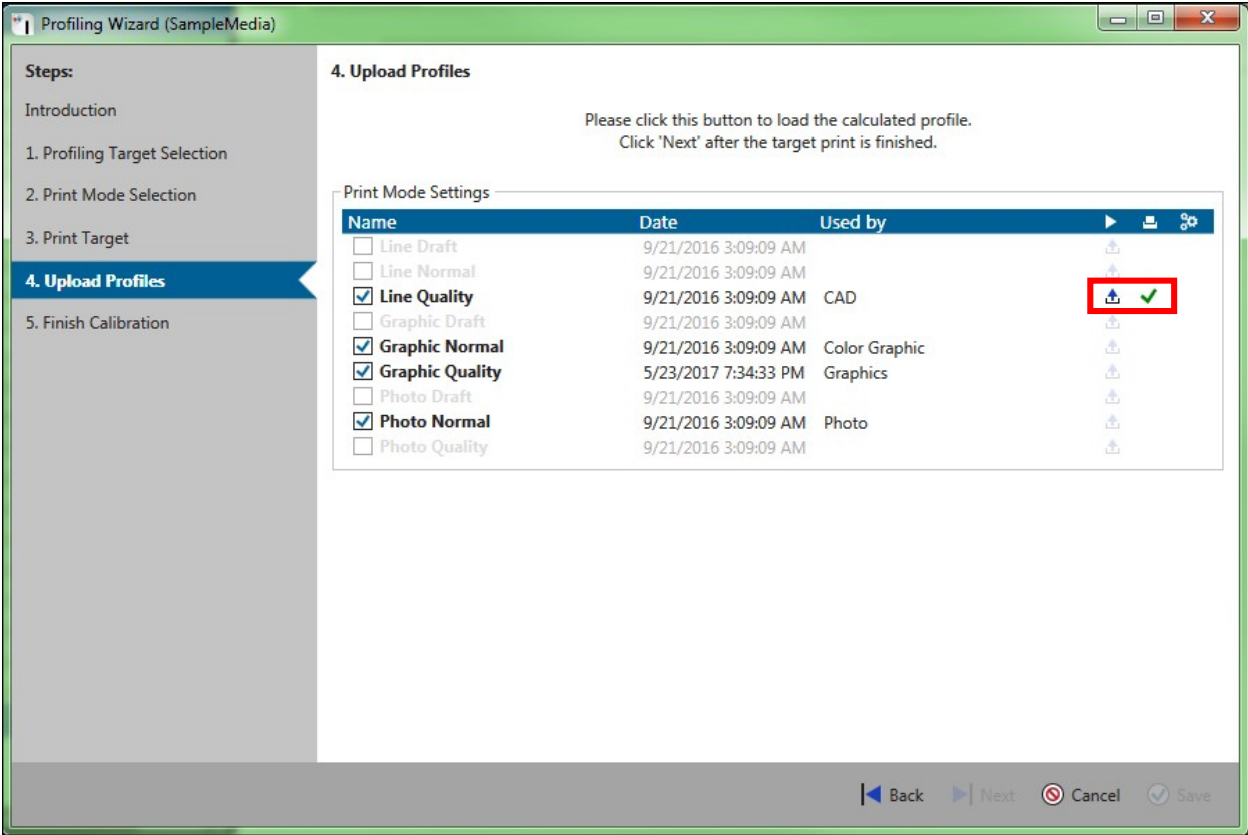 Profiling Wizard (SampleMedia)
Steps:
Introduction
1. Profiling Target Selection
2. Print Mode Selection
3. Print Target
4. Upload Profiles
5. Finish Calibration
4. Upload Profiles
Please click this button to load the calculated profile.
Click 'Next' after the target print is finished.
Print Mode Settings
Name Date Used by
Line Draft 9/21/2016 3:09:09 AM
Line Normal 9/21/2016 3:09:09 AM
Line Quality 9/21/2016 3:09:09 AM CAD
Graphic Draft 9/21/2016 3:09:09 AM
Graphic Normal 9/21/2016 3:09:09 AM Color Graphic
Graphic Quality 5/23/2017 7:34:33 PM Graphics
Photo Draft 9/21/2016 3:09:09 AM
Photo Normal 9/21/2016 3:09:09 AM Photo
Photo Quality 9/21/2016 3:09:09 AM
Back Next Cancel Save